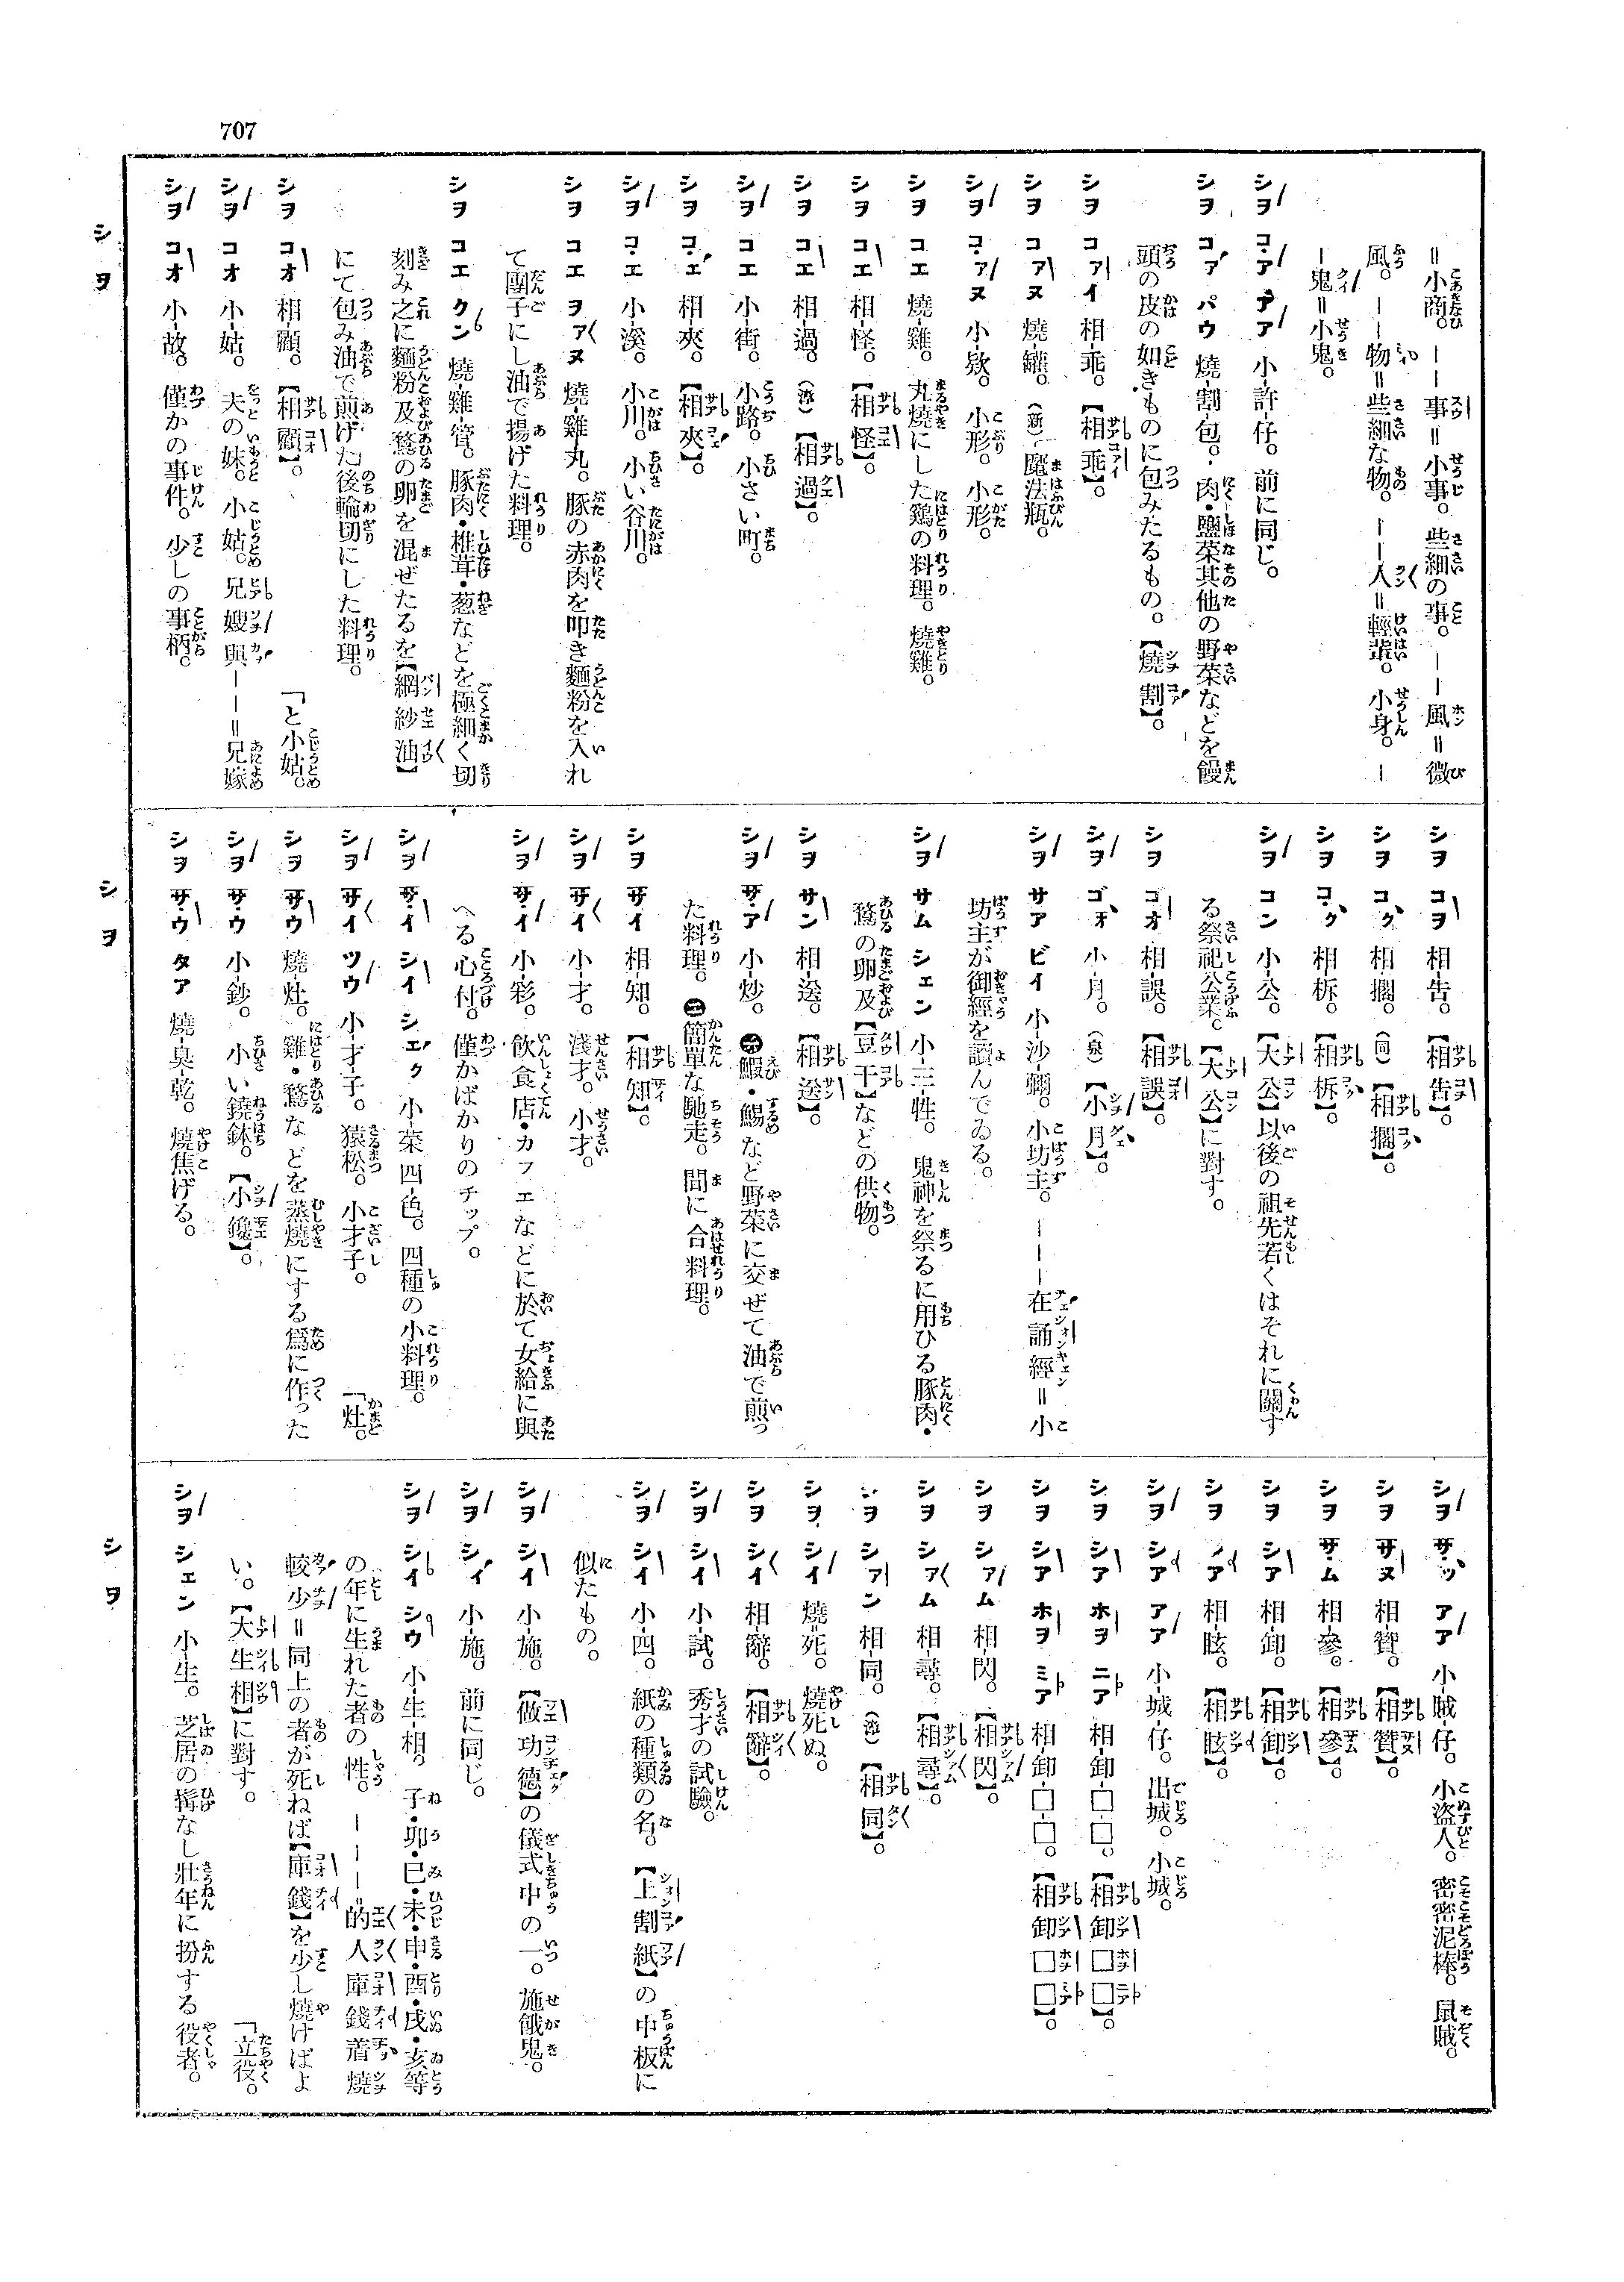 707
＝小商。――事＝小事。些細の事。――風＝微
風。――物＝些細な物。――人＝輕輩。小身。―
―鬼＝小鬼。
シヲ コ・ア ・アア 小-許-仔。前に同じ。
シヲ コア パウ 燒-割-包。肉・鹽菜其他の野菜などを饅
頭の皮の如きものに包みたるもの。【燒割】。
シヲ コァイ 相-乖。【相乖】。
シヲ コァヌ 燒-罐。(新) 魔法瓶。
シヲ コ・ァヌ 小-欵。小形。小形。
シヲ コエ 燒-雞。丸燒にした鷄の料理。燒雞。
シヲ コエ 相-怪。【相怪】。
シヲ コエ 相-過。(漳)【相過】。
シヲ コエ 小-街。小路。小さい町。
シヲ コ・ェ 相-夾。【相夾】。
シヲ コ・エ 小-溪。小川。小い谷川。
シヲ コエ ヲァヌ 燒-雞-丸。豚の赤肉を叩き麵粉を入れ
て團子にし油で揚げた料理。
シヲ コエ クン 燒-雞-管。豚肉・椎茸・葱などを極細く切
刻み之に麵粉及鶩の卵を混ぜたるを【網紗油】
にて包み油で煎げた後輪切にした料理。
シヲ コオ 相-顧。【相顧】。
シヲ コオ 小-姑。夫の妹。小姑。兄嫂與――＝兄嫁
「と小姑。
シヲ コオ 小-故。僅かの事件。少しの事柄。
シヲ
シヲ コヲ 相-告。【相告】。
シヲ コ・ク 相-擱。(同)【相擱】。
シヲ コ・ク 相-柝。【相柝】。
シヲ コン 小-公。【大公】以後の祖先若くはそれに關す
る祭祀公業。【大公】に對す。
シヲ ゴオ 相-誤。【相誤】。
シヲ ゴ・ォ 小-月。(泉)【小月】。
シヲ サア ビイ 小-沙-彌。小坊主。―――在誦經＝小
坊主が御經を讀んでゐる。
シヲ サム シェン 小-三-牲。鬼神を祭るに用ひる豚肉・
鶩の卵及【豆干】などの供物。
シヲ サン 相-送。【相送】。
シヲ サ・ア 小-炒。㊀鰕・鯣など野菜に交ぜて油で煎っ
た料理。㊁簡單な馳走。間に合料理。
シヲ サイ 相-知。【相知】。
シヲ サイ 小-才。淺才。小才。
シヲ サ・イ 小-彩。飮食店・カフェなどに於て女給に與
へる心付。僅かばかりのチップ。
シヲ サ・イ シイ シェク 小-菜-四-色。四種の小料理。
シヲ サイ ツウ 小-才-子。猿松。小才子。
シヲ サウ 燒-灶。雞・鶩などを蒸燒にする爲に作った
「灶。
シヲ サ・ウ 小-鈔。小い鐃鉢。【小鑱】。
シヲ サ・ウ タア 燒-臭-乾。燒焦げる。
シヲ
シヲ サ・ッ アア 小-賊-仔。小盜人。密密泥棒。鼠賊。
シヲ サヌ 相-贊。【相贊】。
シヲ サ・ム 相-參。【相參】。
シヲ シア 相-卸。【相卸】。
シヲ シア 相-眩。【相眩】。
シヲ シア アア 小-城-仔。出城。小城。
シヲ シア ホヲ ニア 相-卸-□-□。【相卸□□】。
シヲ シア ホヲ ミア 相-卸-□-□。【相卸□□】。
シヲ シァム 相-閃。【相閃】。
シヲ シァム 相-尋。【相尋】。
シヲ シァン 相-同。(漳)【相同】。
シヲ シイ 燒-死。燒死ぬ。
シヲ シイ 相-辭。【相辭】。
シヲ シイ 小-試。秀才の試驗。
シヲ シイ 小-四。紙の種類の名。【上割紙】の中板に
似たもの。
シヲ シイ 小-施。【做功德】の儀式中の一。施餓鬼。
シヲ シィ 小-施。前に同じ。
シヲ シイ シウ 小-生-相。子・卯・巳・未・申・酉・戌・亥等
の年に生れた者の性。―――的人庫錢着燒
較少＝同上の者が死ねば【庫錢】を少し燒けばよ
い。【大生相】に對す。
「立役。
シヲ シェン 小-生。芝居の鬍なし壯年に扮する役者。
シヲ